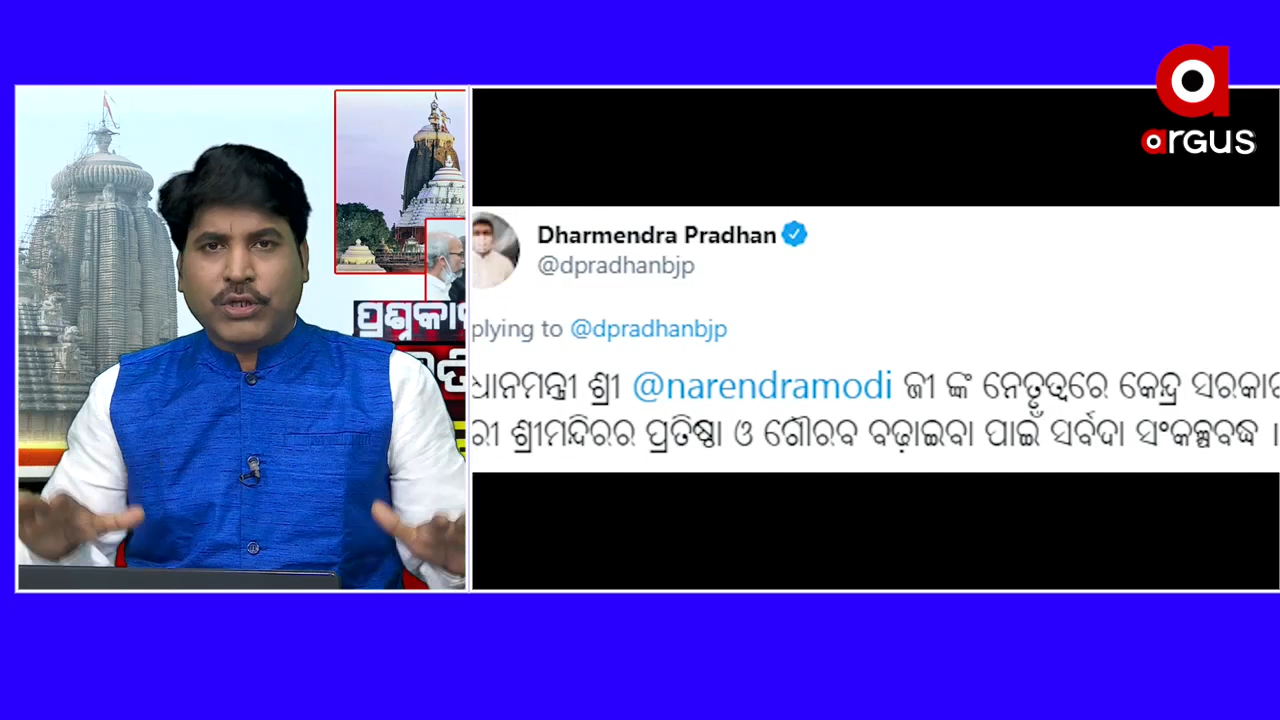 argus
Dharmendra Pradhan
@dpradhanbjp
plying to @dpradhanbjp
ଧାନମନ୍ତ୍ରୀ ଶ୍ରୀ @narendramodi ଜୀ ଙ୍କ ନେତୃତ୍ୱରେ କେନ୍ଦ୍ର ସରକାର
ରୀ ଶ୍ରୀମନ୍ଦିରର ପ୍ରତିଷ୍ଠା ଓ ଗୌରବ ବଢ଼ାଇବା ପାଇଁ ସର୍ବଦା ସଂକଳ୍ପବଦ୍ଧ ।